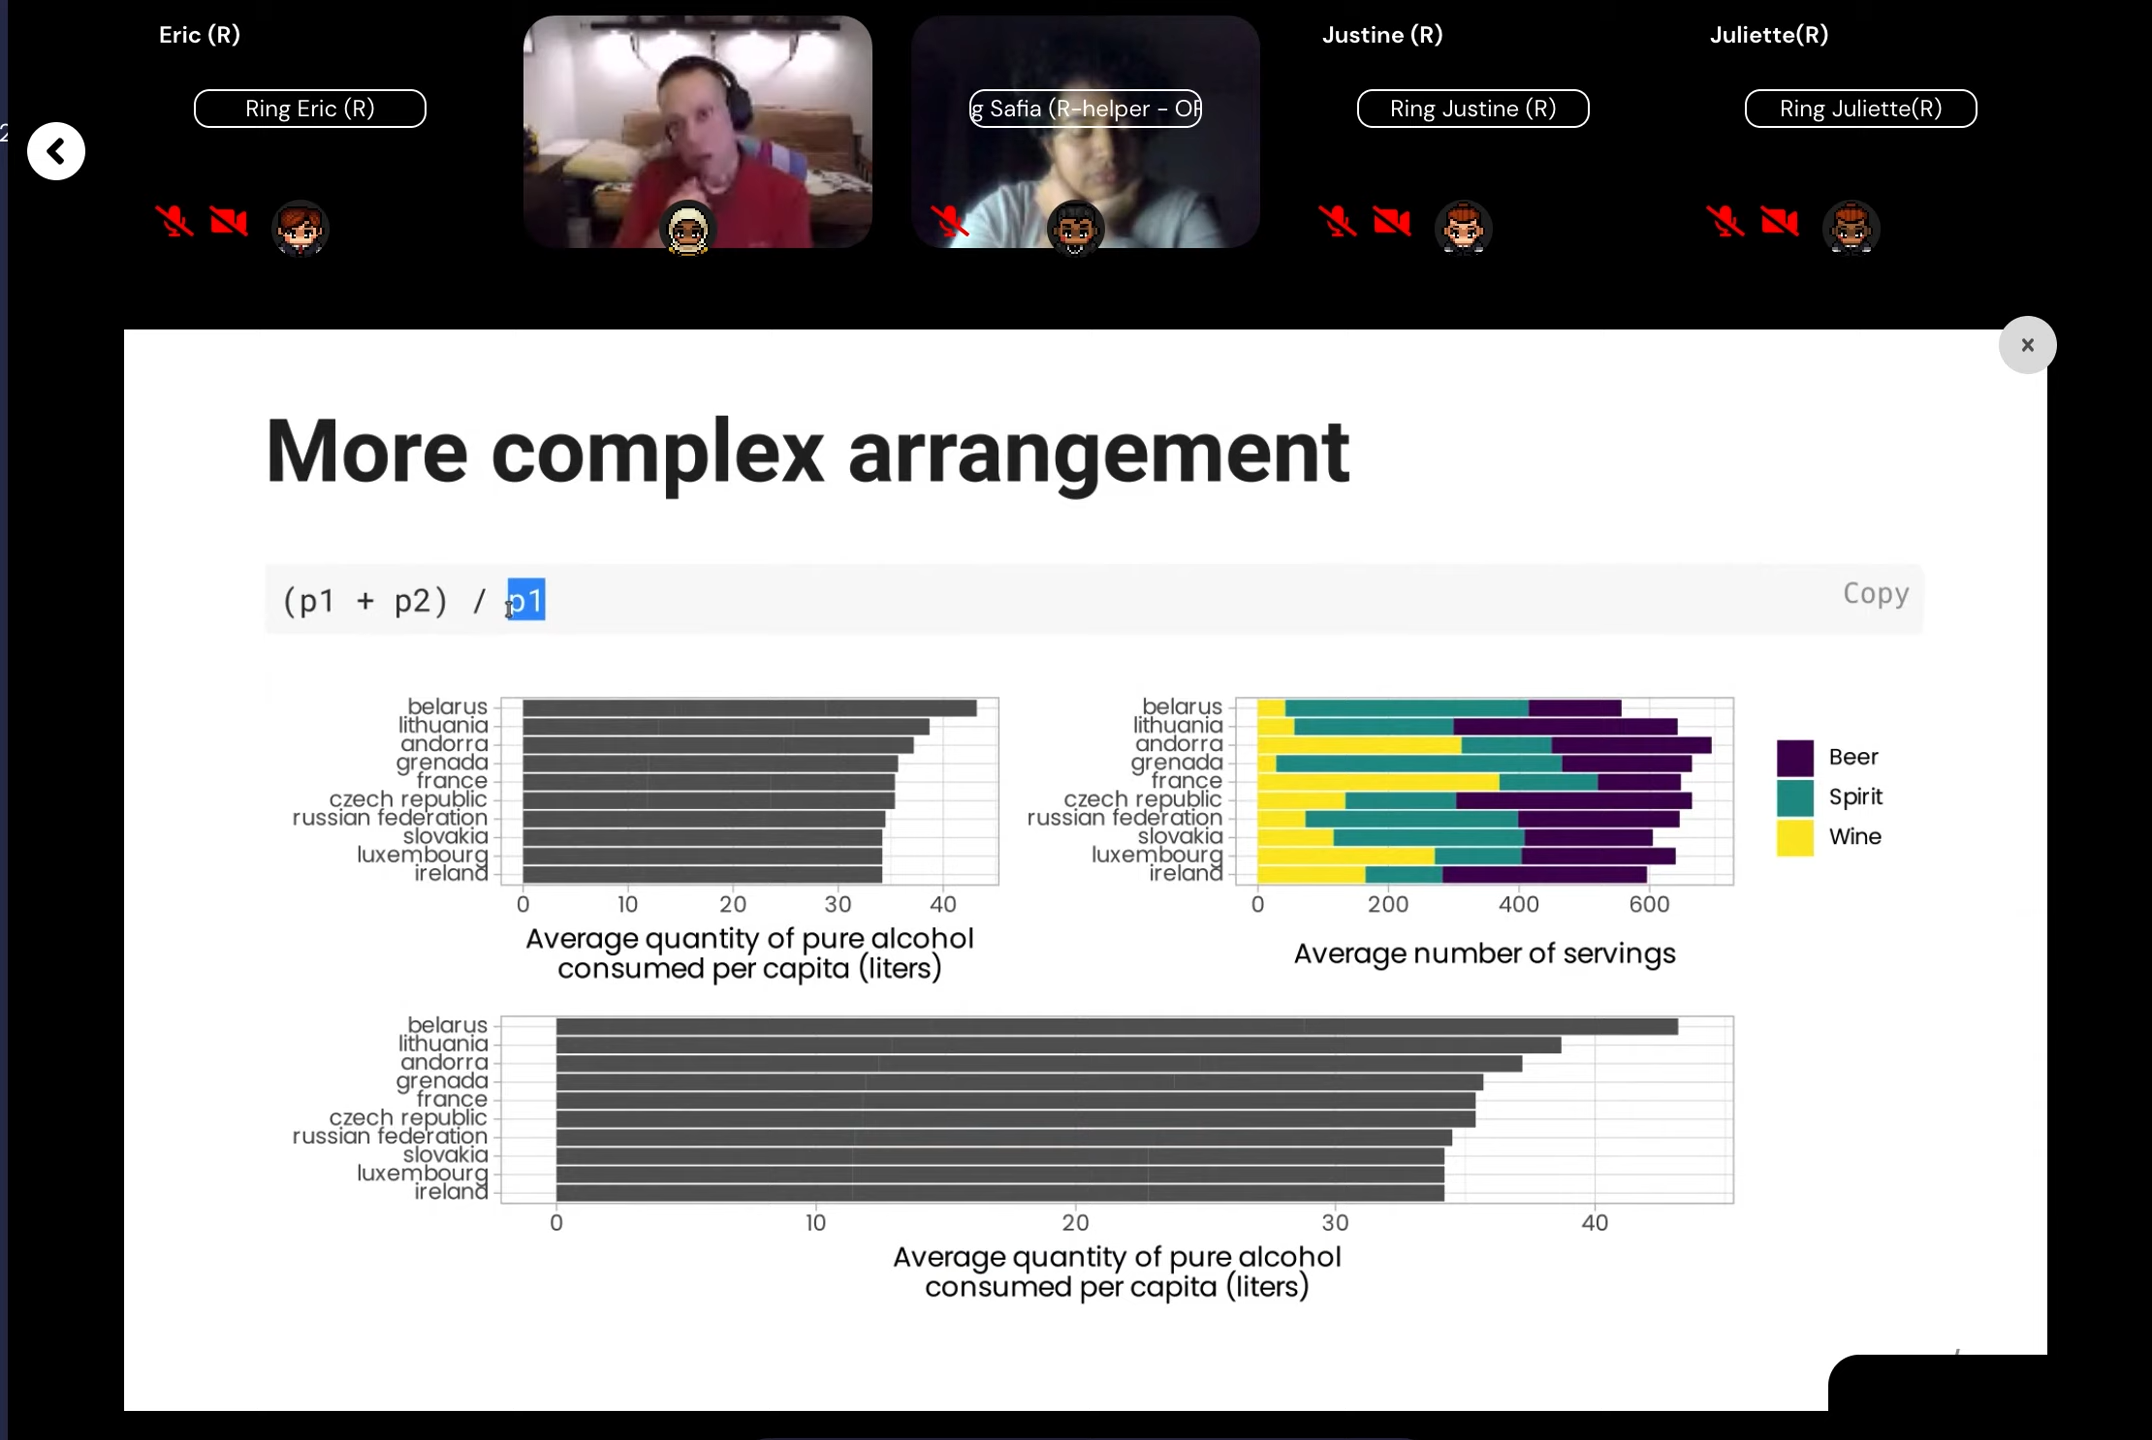 Eric (R)
Justine (R)
Juliette(R)
Ring Eric (R)
g Safia (R-helper - OF
Ring Justine (R)
Ring Juliette(R)
2
×
More complex arrangement
(p1 + p2) / p1
Copy
belarus
lithuania
andorra
grenada
france
czech republic
russian federation
slovakia
luxembourg
ireland
0 10 20 30 40
Average quantity of pure alcohol
consumed per capita (liters)
belarus
lithuania
andorra
grenada
france
czech republic
russian federation
slovakia
luxembourg
ireland
0 200 400 600
Average number of servings
Beer
Spirit
Wine
belarus
lithuania
andorra
grenada
france
czech republic
russian federation
slovakia
luxembourg
ireland
0 10 20 30 40
Average quantity of pure alcohol
consumed per capita (liters)